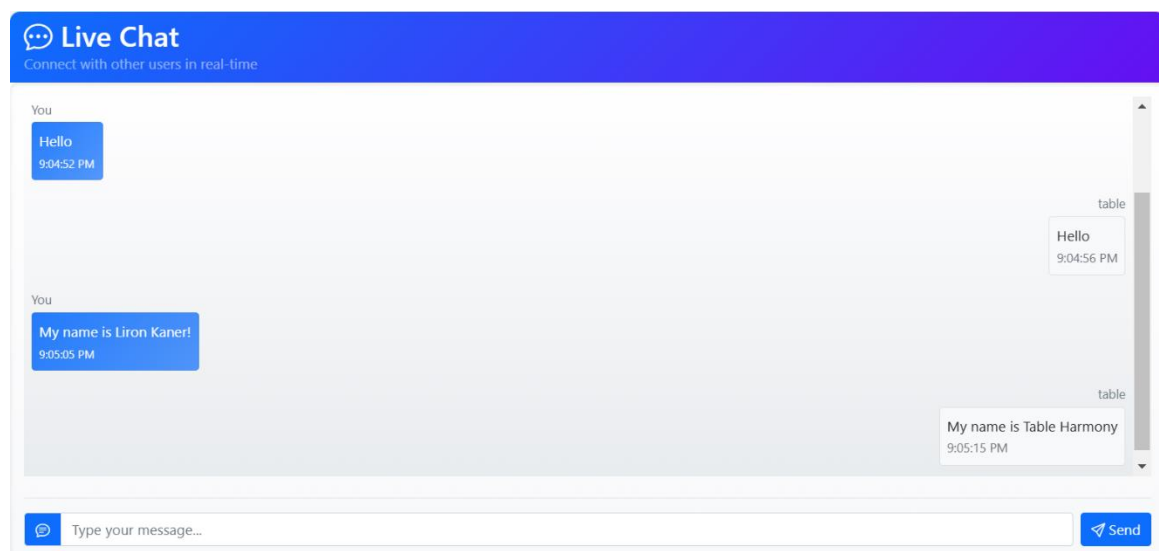 Live Chat
Connect with other users in real-time
You
Hello
9:04:52 PM
table
Hello
9:04:56 PM
You
My name is Liron Kaner!
9:05:05 PM
table
My name is Table Harmony
9:05:15 PM
Type your message...
Send